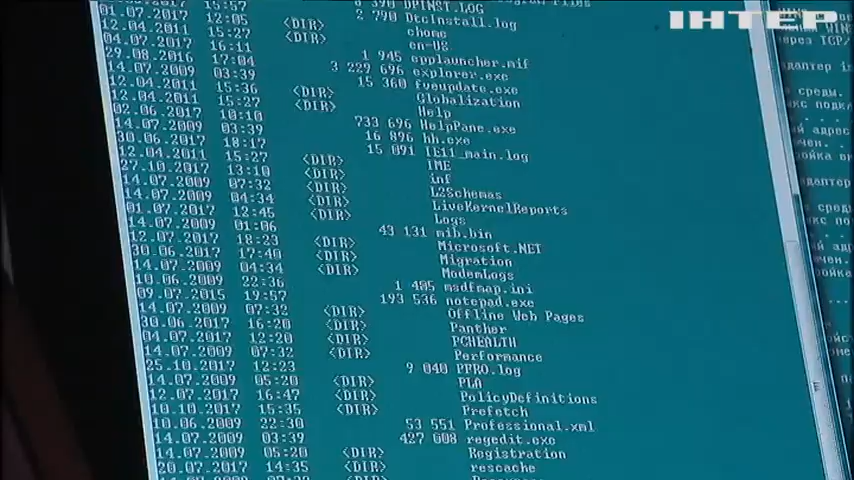 ІНТЕР
DPINST.LOG
15:57 2 790 DtcInstall.log
12:05 <DIR> ehome
12.04.2011 15:27 <DIR> en-US
04.07.2017 16:11 1 945 epplauncher.mif
29.08.2016 17:04 3 229 696 explorer.exe
14.07.2009 03:39 15 360 fveupdate.exe
12.04.2011 15:36 <DIR> Globalization
12.04.2011 15:27 <DIR> Help
02.06.2017 10:10 733 696 HelpPane.exe
14.07.2009 03:39 16 896 hh.exe
30.06.2017 18:17 15 091 IE11_main.log
12.04.2011 15:27 <DIR> IME
27.10.2017 13:10 <DIR> inf
14.07.2009 07:32 <DIR> L2Schemas
14.07.2009 04:34 <DIR> LiveKernelReports
01.07.2017 12:45 <DIR> Logs
14.07.2009 01:06 43 131 mib.bin
12.07.2017 18:23 <DIR> Microsoft.NET
30.06.2017 17:40 <DIR> Migration
14.07.2009 04:34 <DIR> ModemLogs
10.06.2009 22:36 1 405 msdfmap.ini
09.07.2015 19:57 193 536 notepad.exe
14.07.2009 07:32 <DIR> Offline Web Pages
30.06.2017 16:20 <DIR> Panther
04.07.2017 12:20 <DIR> PCHEALTH
14.07.2009 07:32 <DIR> Performance
25.10.2017 12:23 9 040 PFRO.log
14.07.2009 05:20 <DIR> PLA
12.07.2017 16:47 <DIR> PolicyDefinitions
10.10.2017 15:35 <DIR> Prefetch
10.06.2009 22:30 53 551 Professional.xml
14.07.2009 03:39 427 008 regedit.exe
14.07.2009 05:20 <DIR> Registration
20.07.2017 14:35 <DIR> rescache
через TCP/
среды.
адрес